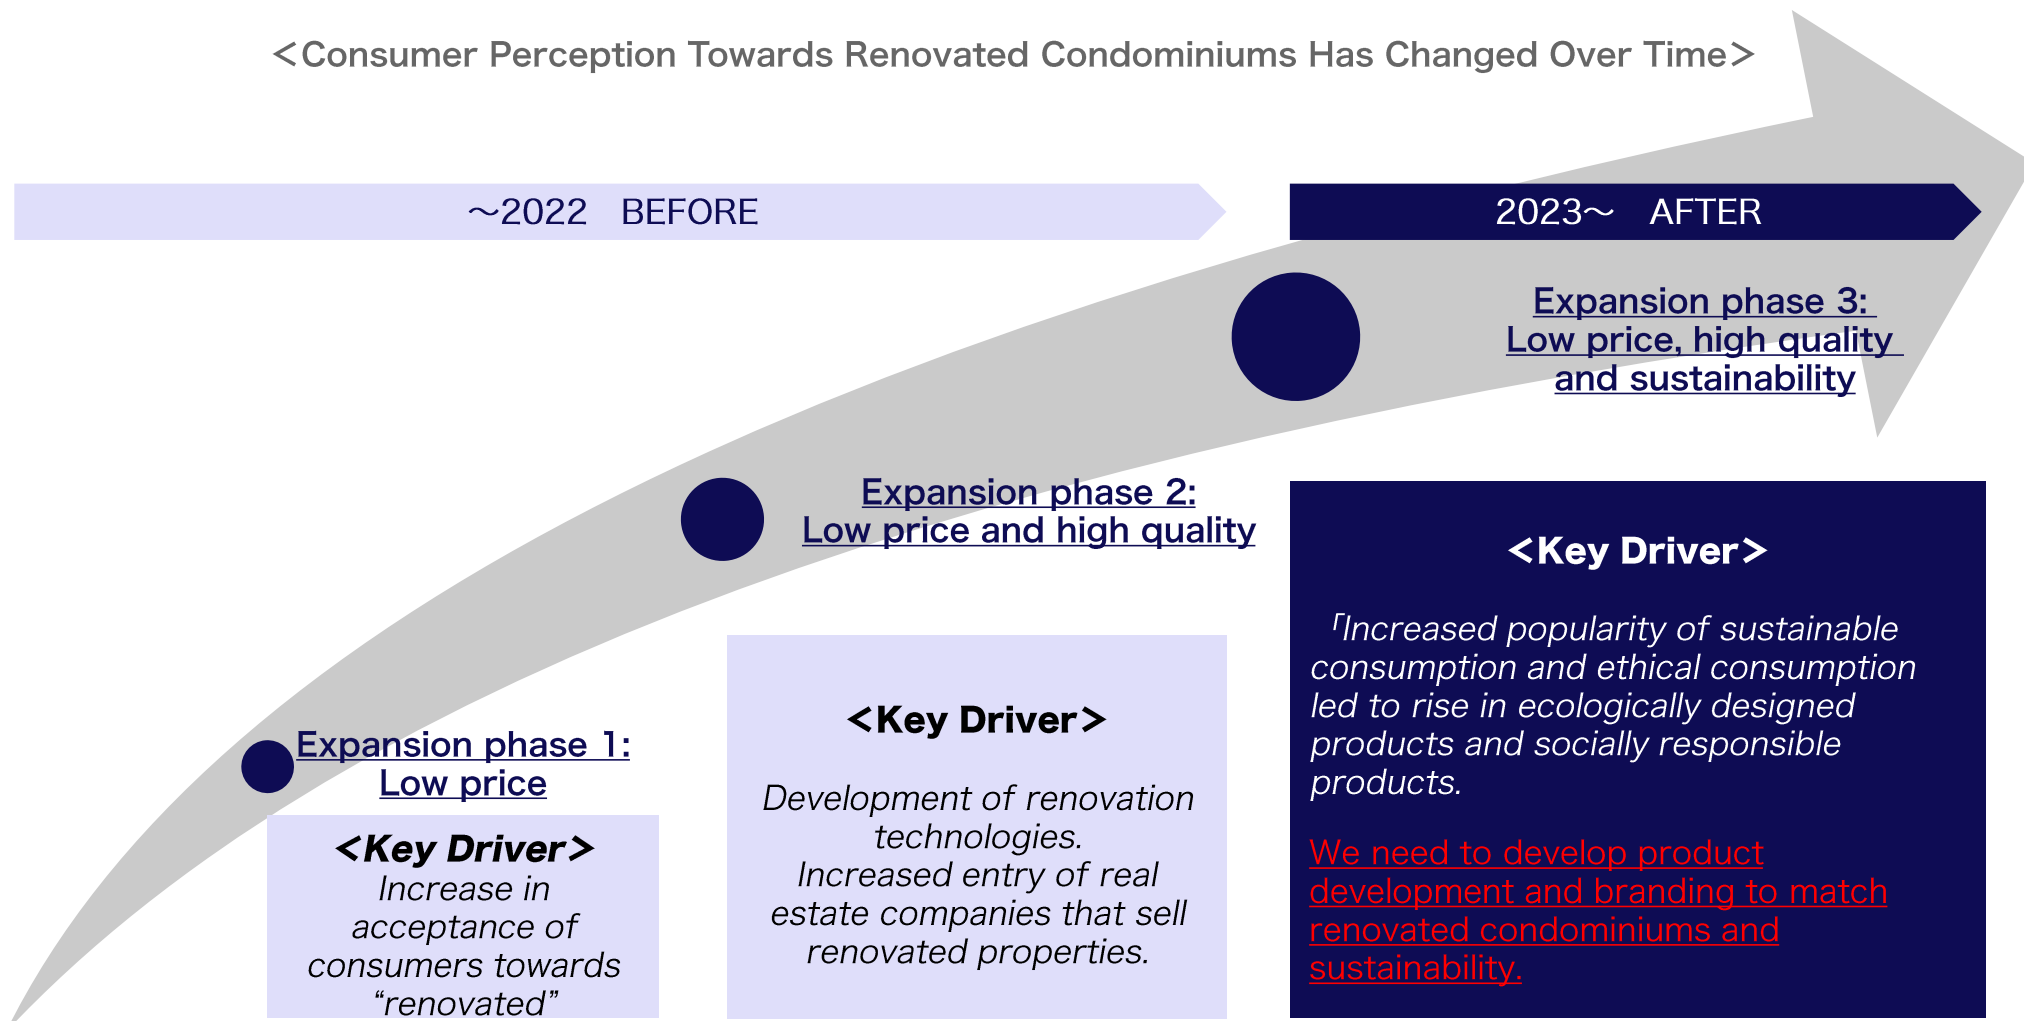 ＜Consumer Perception Towards Renovated Condominiums Has Changed Over Time＞
～2022　BEFORE
2023～　AFTER
Expansion phase 3:
Low price, high quality
and sustainability
Expansion phase 2:
Low price and high quality
Expansion phase 1:
Low price
＜Key Driver＞
Increase in
acceptance of
consumers towards
“renovated”
＜Key Driver＞
Development of renovation
technologies.
Increased entry of real
estate companies that sell
renovated properties.
＜Key Driver＞
「Increased popularity of sustainable
consumption and ethical consumption
led to rise in ecologically designed
products and socially responsible
products.
We need to develop product
development and branding to match
renovated condominiums and
sustainability.